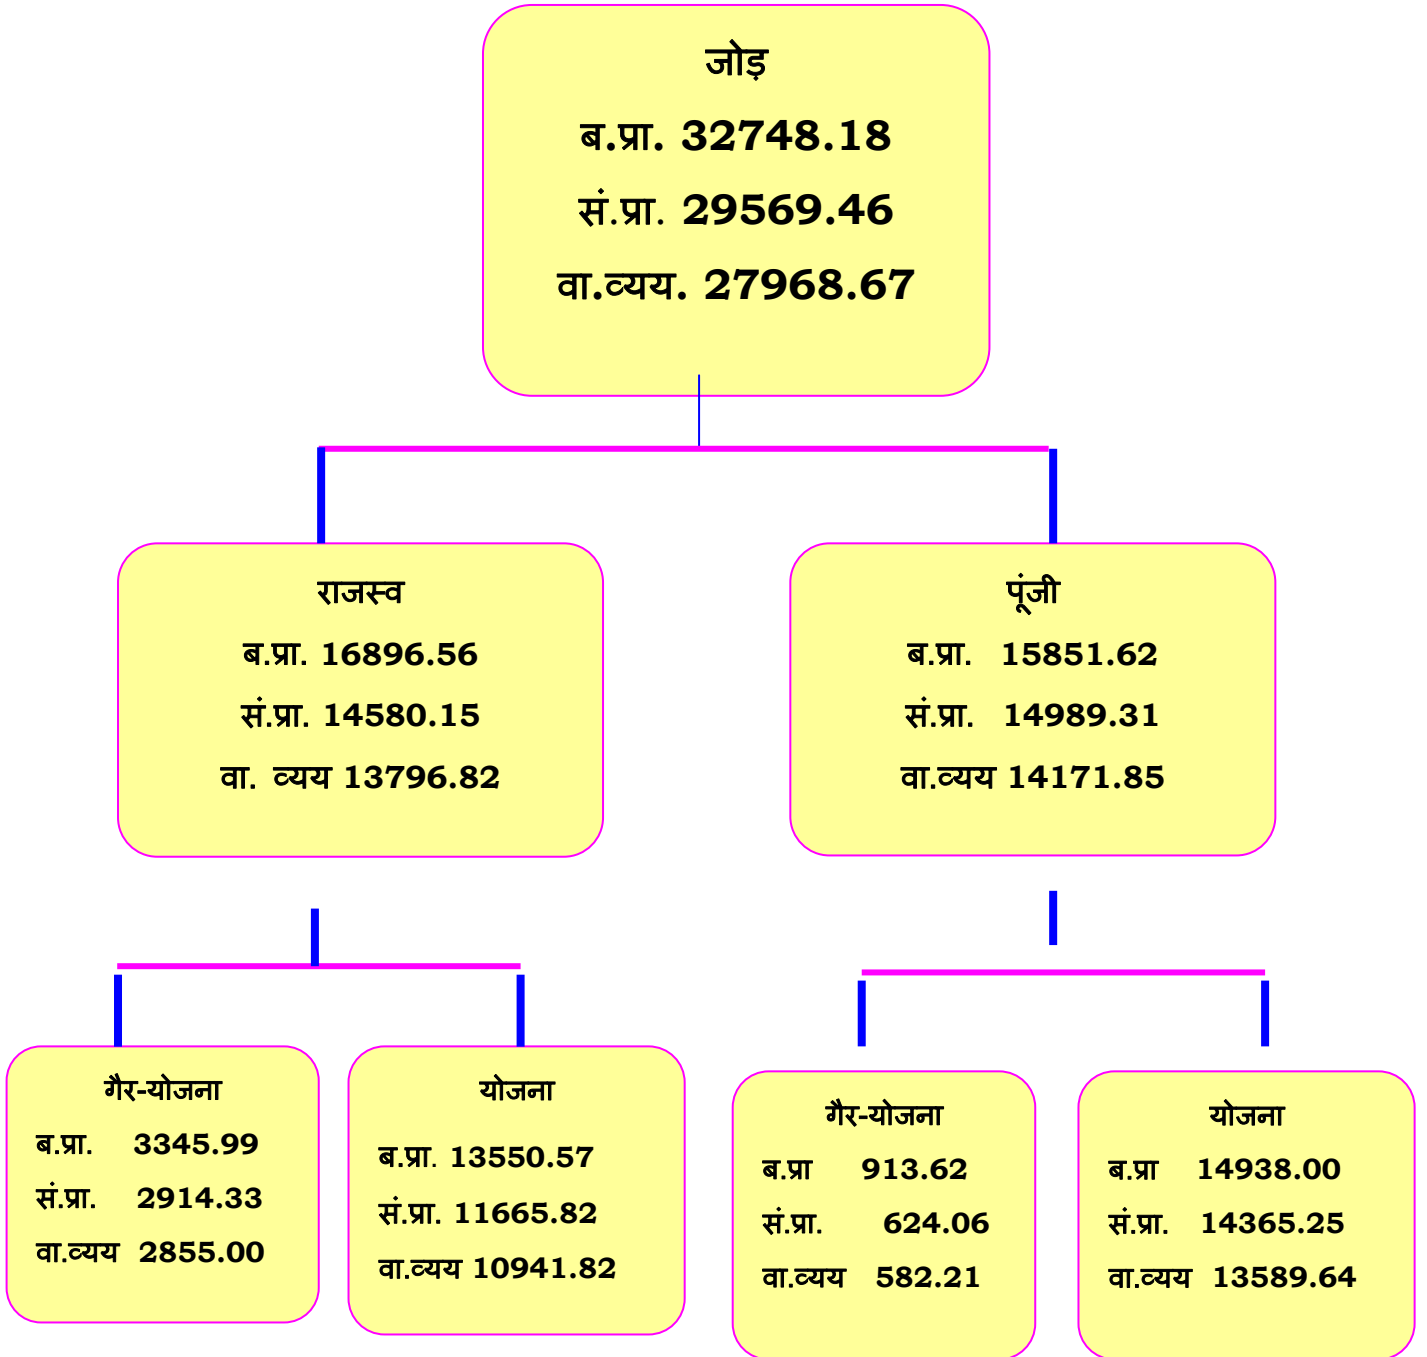 जोड़
ब.प्रा. 32748.18
सं.प्रा. 29569.46
वा.व्यय. 27968.67
राजस्व
ब.प्रा. 16896.56
सं.प्रा. 14580.15
वा. व्यय 13796.82
पूंजी
ब.प्रा. 15851.62
सं.प्रा. 14989.31
वा.व्यय 14171.85
गैर-योजना
ब.प्रा. 3345.99
सं.प्रा. 2914.33
वा.व्यय 2855.00
योजना
ब.प्रा. 13550.57
सं.प्रा. 11665.82
वा.व्यय 10941.82
गैर-योजना
ब.प्रा 913.62
सं.प्रा. 624.06
वा.व्यय 582.21
योजना
ब.प्रा 14938.00
सं.प्रा. 14365.25
वा.व्यय 13589.64